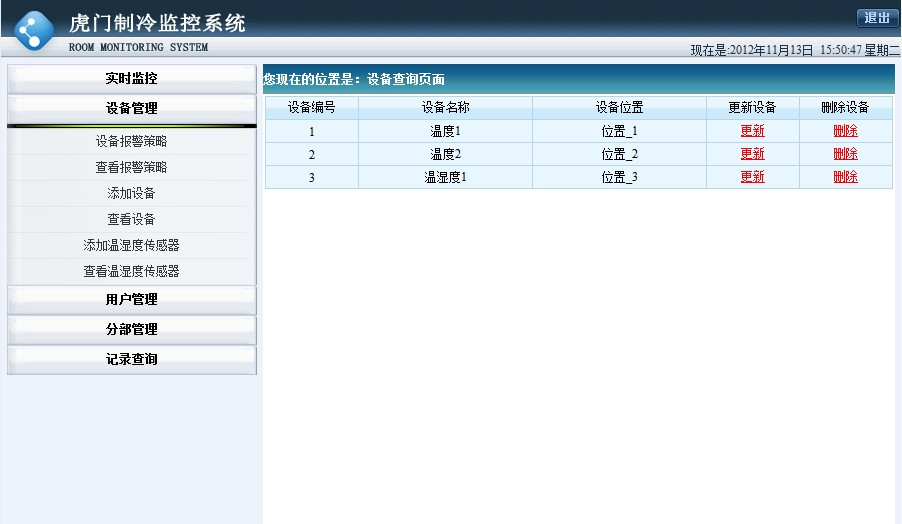 虎门制冷监控系统
退出
ROOM MONITORING SYSTEM
现在是:2012年11月13日 15:50:47 星期二
实时监控
设备管理
设备报警策略
查看报警策略
添加设备
查看设备
添加温湿度传感器
查看温湿度传感器
用户管理
分部管理
记录查询
您现在的位置是：设备查询页面
设备编号 设备名称 设备位置 更新设备 删除设备
1 温度1 位置_1 更新 删除
2 温度2 位置_2 更新 删除
3 温湿度1 位置_3 更新 删除